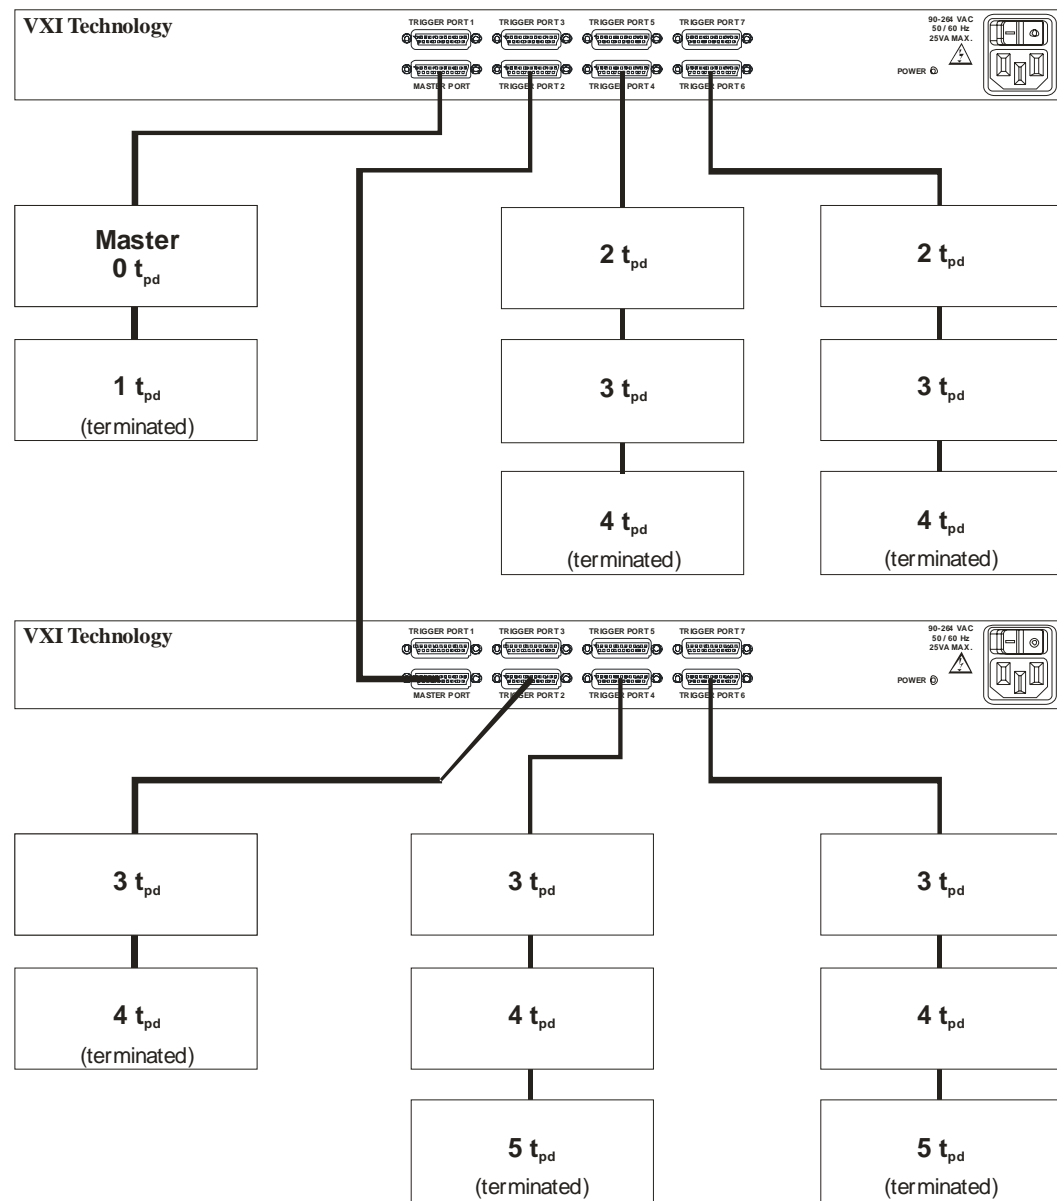 VXI Technology
TRIGGER PORT 1 TRIGGER PORT 3 TRIGGER PORT 5 TRIGGER PORT 7
MASTER PORT TRIGGER PORT 2 TRIGGER PORT 4 TRIGGER PORT 6
90-264 VAC
50 / 60 Hz
25VA MAX.
POWER
Master
0 tpd
1 tpd
(terminated)
2 tpd
3 tpd
4 tpd
(terminated)
2 tpd
3 tpd
4 tpd
(terminated)
VXI Technology
TRIGGER PORT 1 TRIGGER PORT 3 TRIGGER PORT 5 TRIGGER PORT 7
MASTER PORT TRIGGER PORT 2 TRIGGER PORT 4 TRIGGER PORT 6
90-264 VAC
50 / 60 Hz
25VA MAX.
POWER
3 tpd
4 tpd
(terminated)
3 tpd
4 tpd
5 tpd
(terminated)
3 tpd
4 tpd
5 tpd
(terminated)